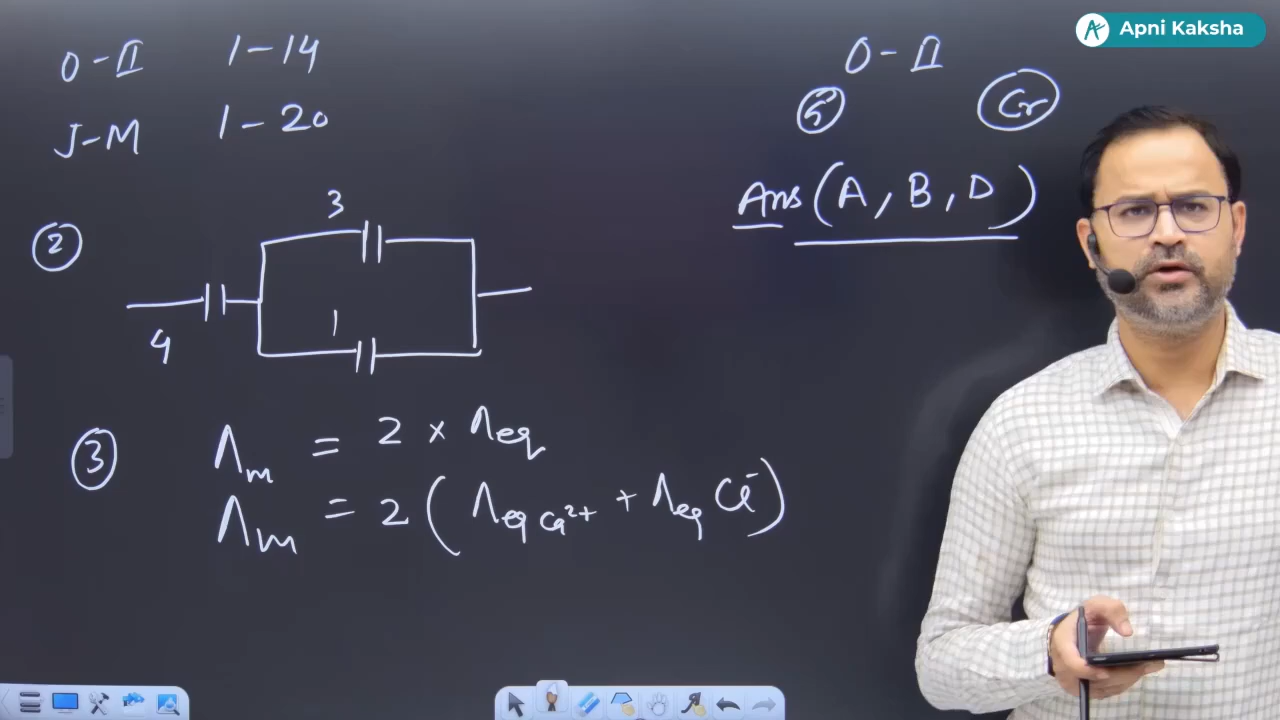 Apni Kaksha
O-II 1-14
J-M 1-20
O-II
5 Cr
Ans (A, B, D)
2
3
1
4
3 Λm = 2 × Λeq
Λm = 2 ( Λeq Ca²⁺ + Λeq Cl⁻ )